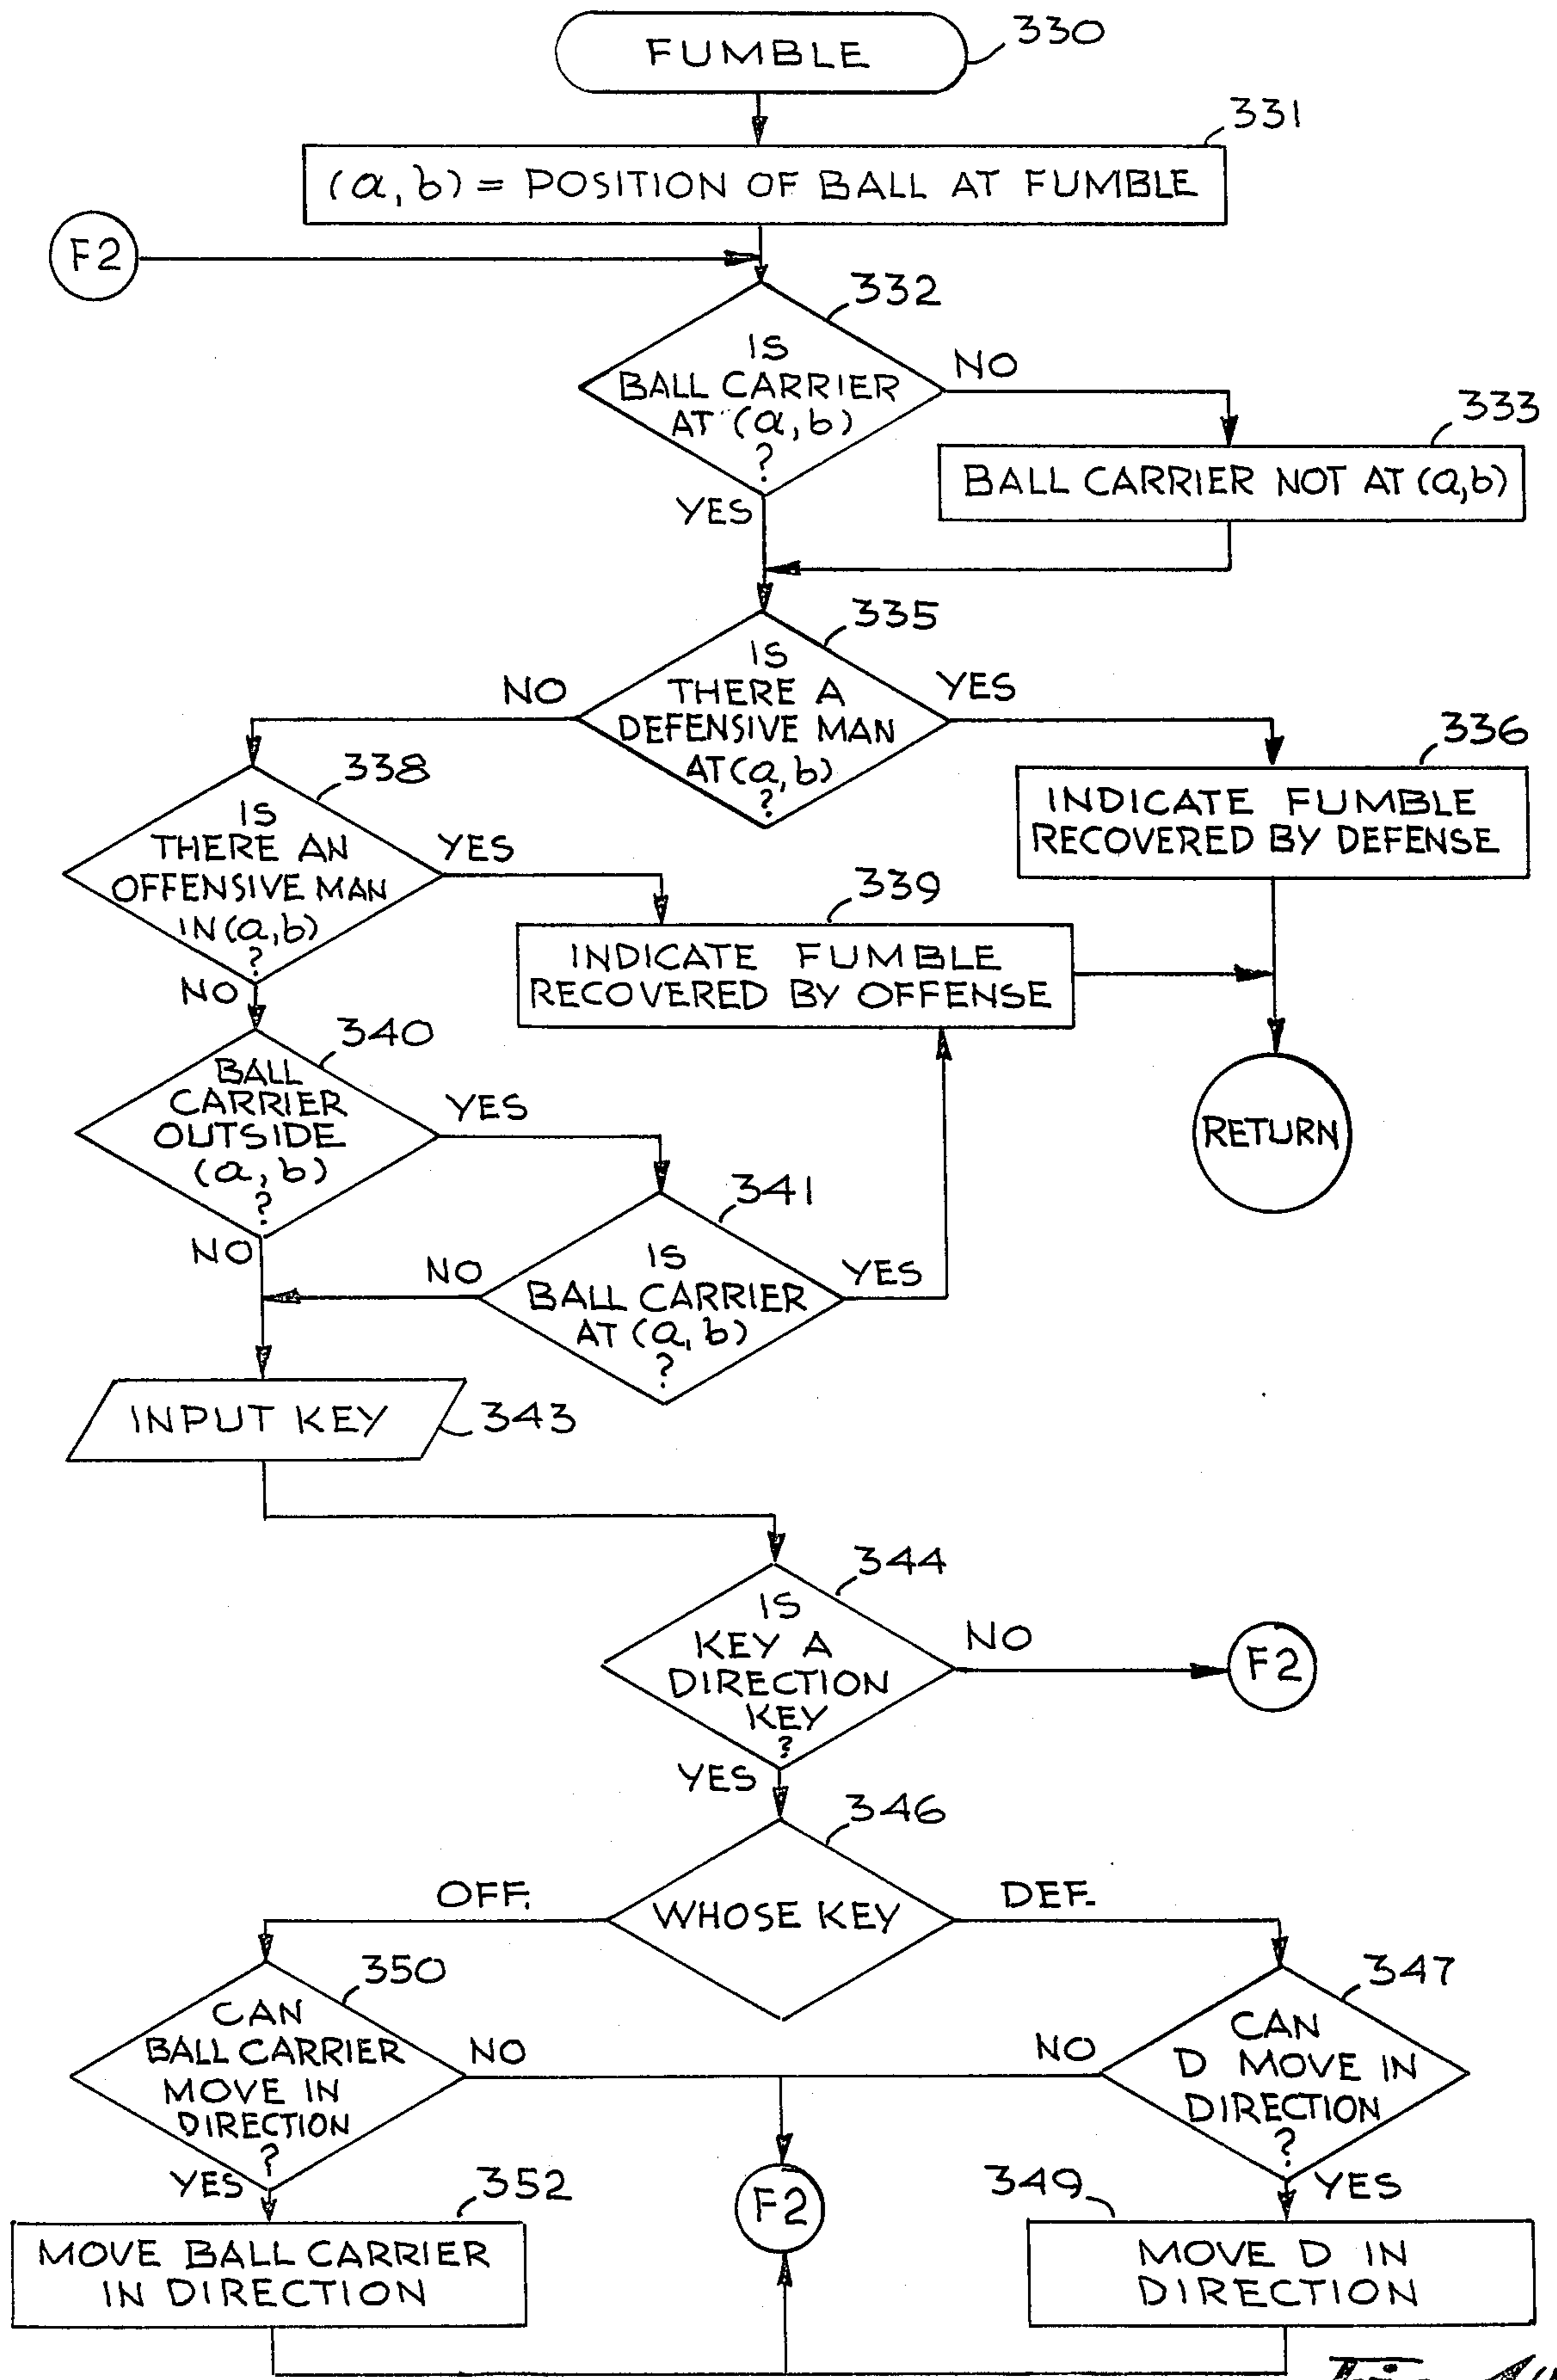 FUMBLE
330
331
(a, b) = POSITION OF BALL AT FUMBLE
F2
332
IS
BALL CARRIER
AT (a, b)
?
NO
YES
333
BALL CARRIER NOT AT (a,b)
335
IS
THERE A
DEFENSIVE MAN
AT (a, b)
?
NO
YES
336
INDICATE FUMBLE
RECOVERED BY DEFENSE
338
IS
THERE AN
OFFENSIVE MAN
IN (a,b)
?
YES
NO
339
INDICATE FUMBLE
RECOVERED BY OFFENSE
RETURN
340
BALL
CARRIER
OUTSIDE
(a, b)
?
YES
NO
341
IS
BALL CARRIER
AT (a, b)
?
NO
YES
INPUT KEY
343
344
IS
KEY A
DIRECTION
KEY
?
NO
F2
YES
346
WHOSE KEY
OFF.
DEF.
350
CAN
BALL CARRIER
MOVE IN
DIRECTION
?
NO
YES
347
CAN
D MOVE IN
DIRECTION
?
NO
YES
F2
352
MOVE BALL CARRIER
IN DIRECTION
349
MOVE D IN
DIRECTION